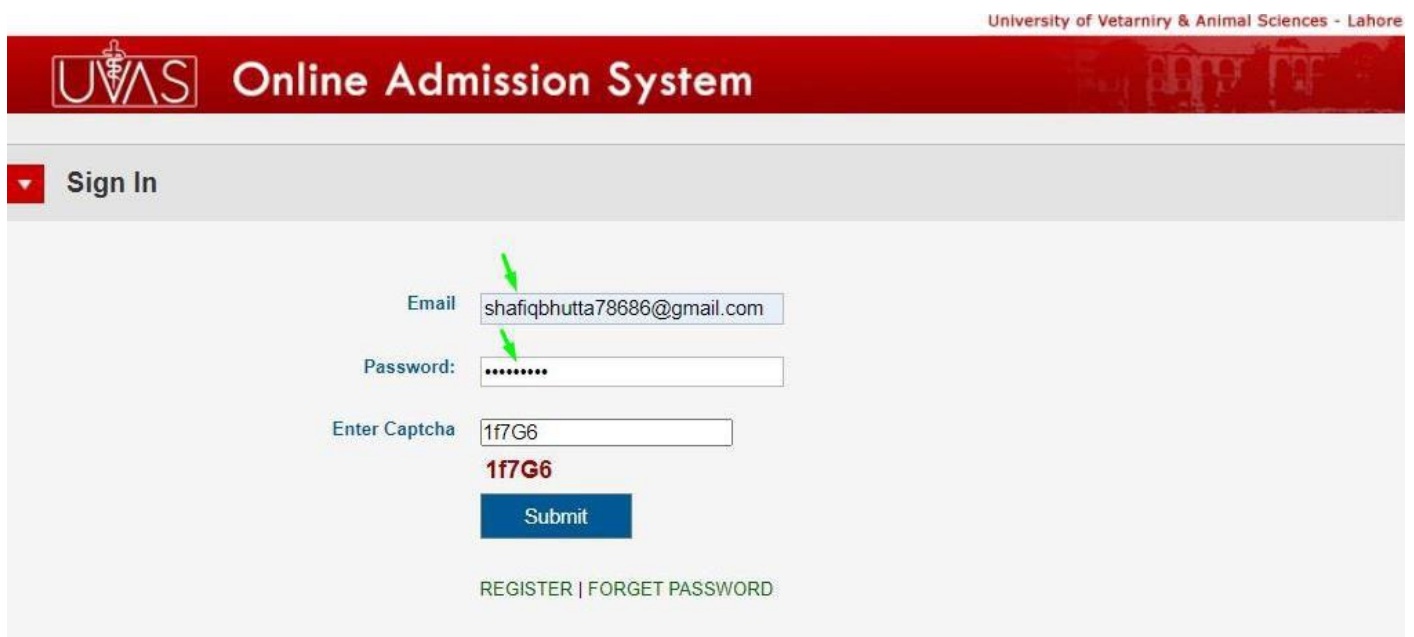 University of Vetarniry & Animal Sciences - Lahore
UVAS Online Admission System
Sign In
Email shafiqbhutta78686@gmail.com
Password: •••••••••
Enter Captcha 1f7G6
1f7G6
Submit
REGISTER | FORGET PASSWORD